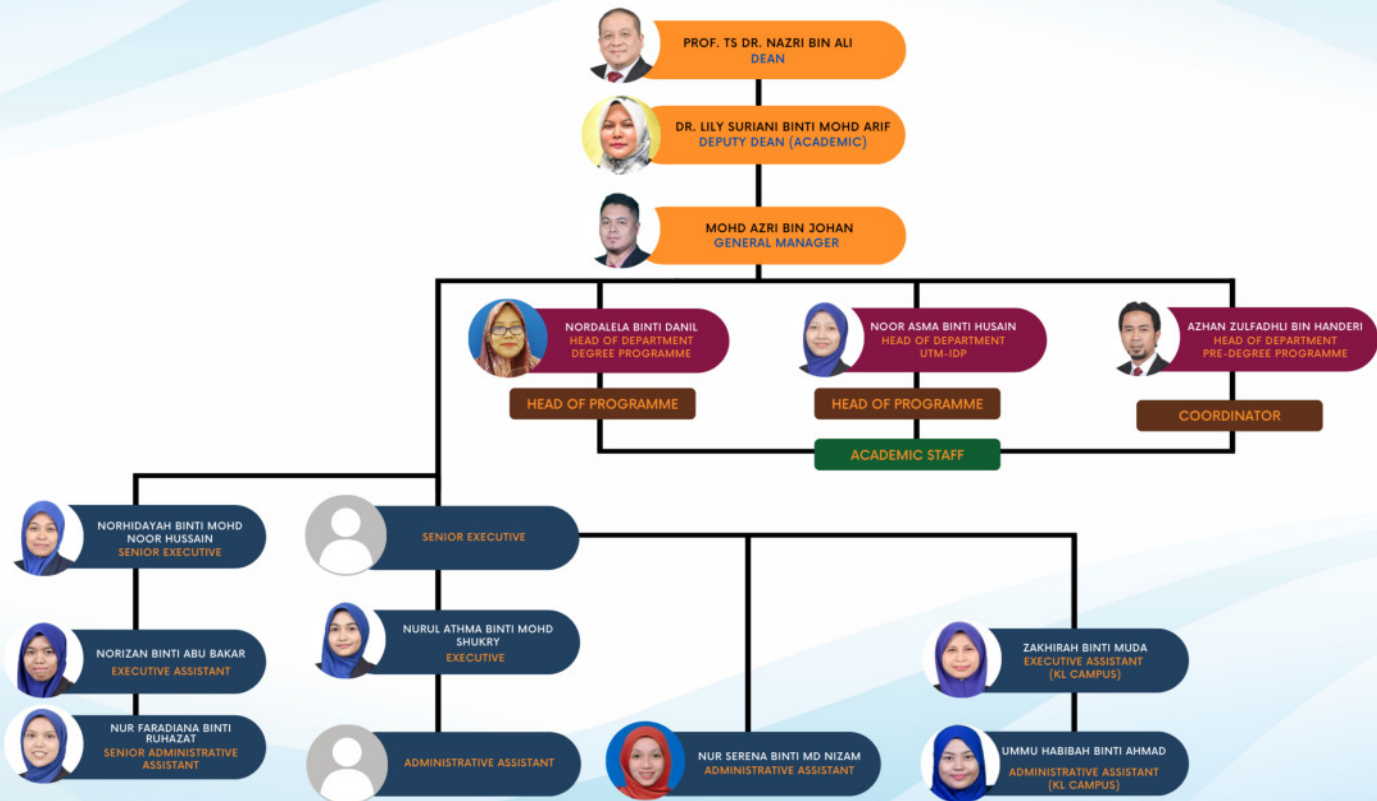 PROF. TS DR. NAZRI BIN ALI
DEAN
DR. LILY SURIANI BINTI MOHD ARIF
DEPUTY DEAN (ACADEMIC)
MOHD AZRI BIN JOHAN
GENERAL MANAGER
NORDALELA BINTI DANIL
HEAD OF DEPARTMENT
DEGREE PROGRAMME
NOOR ASMA BINTI HUSAIN
HEAD OF DEPARTMENT
UTM-IDP
AZHAN ZULFADHLI BIN HANDERI
HEAD OF DEPARTMENT
PRE-DEGREE PROGRAMME
HEAD OF PROGRAMME
HEAD OF PROGRAMME
COORDINATOR
ACADEMIC STAFF
NORHIDAYAH BINTI MOHD
NOOR HUSSAIN
SENIOR EXECUTIVE
SENIOR EXECUTIVE
NORIZAN BINTI ABU BAKAR
EXECUTIVE ASSISTANT
NURUL ATHMA BINTI MOHD
SHUKRY
EXECUTIVE
ZAKHIRAH BINTI MUDA
EXECUTIVE ASSISTANT
(KL CAMPUS)
NUR FARADIANA BINTI
RUHAZAT
SENIOR ADMINISTRATIVE
ASSISTANT
ADMINISTRATIVE ASSISTANT
NUR SERENA BINTI MD NIZAM
ADMINISTRATIVE ASSISTANT
UMMU HABIBAH BINTI AHMAD
ADMINISTRATIVE ASSISTANT
(KL CAMPUS)